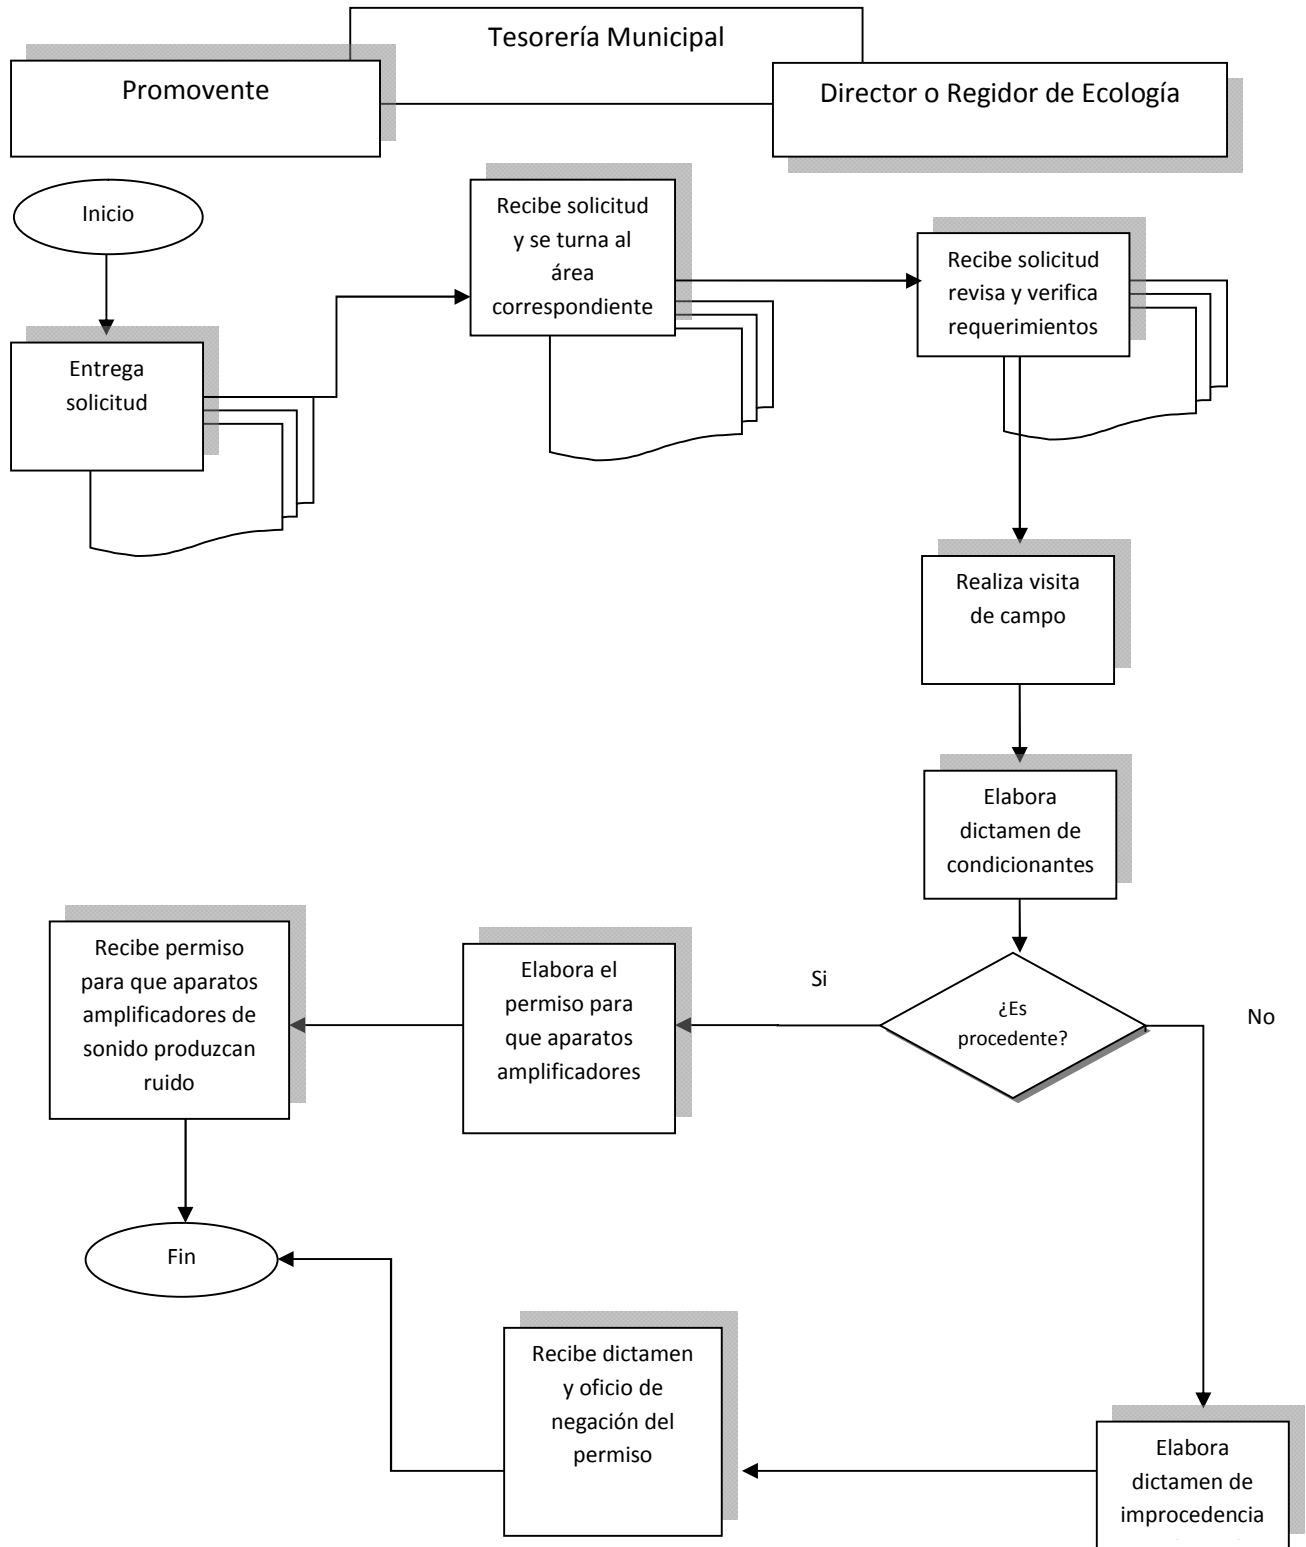 Tesorería Municipal
Promovente
Director o Regidor de Ecología
Inicio
Entrega
solicitud
Recibe solicitud
y se turna al
área
correspondiente
Recibe solicitud
revisa y verifica
requerimientos
Realiza visita
de campo
Elabora
dictamen de
condicionantes
¿Es
procedente?
Si
No
Elabora el
permiso para
que aparatos
amplificadores
Recibe permiso
para que aparatos
amplificadores de
sonido produzcan
ruido
Fin
Recibe dictamen
y oficio de
negación del
permiso
Elabora
dictamen de
improcedencia